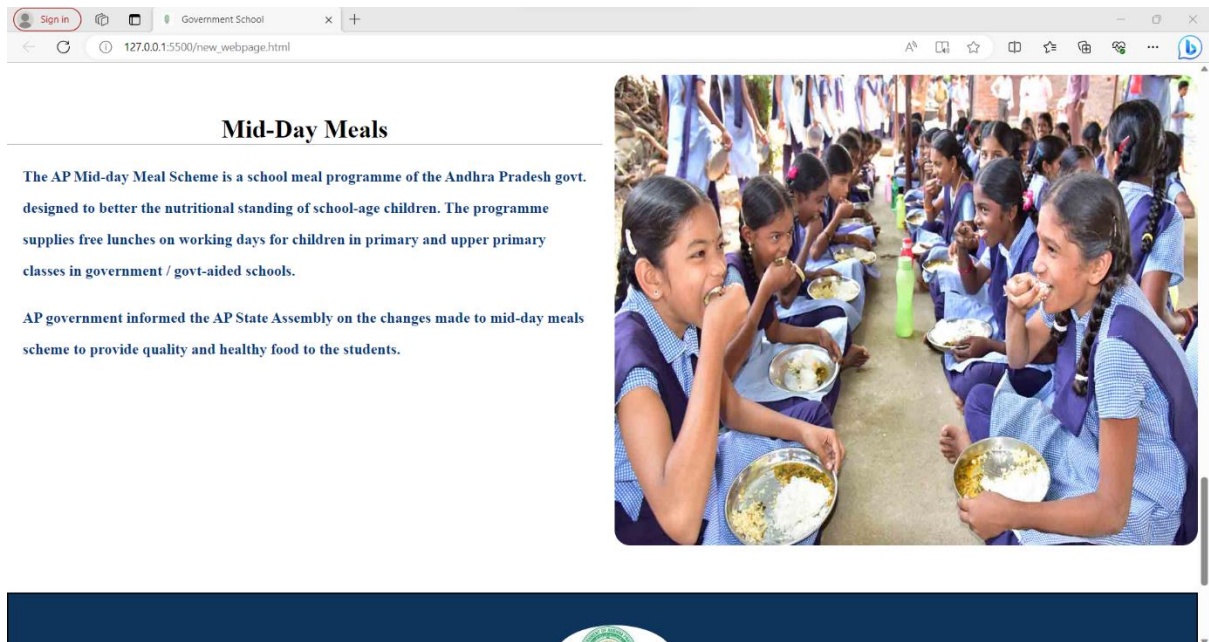 Sign in
Government School
127.0.0.1:5500/new_webpage.html
Mid-Day Meals
The AP Mid-day Meal Scheme is a school meal programme of the Andhra Pradesh govt.
designed to better the nutritional standing of school-age children. The programme
supplies free lunches on working days for children in primary and upper primary
classes in government / govt-aided schools.
AP government informed the AP State Assembly on the changes made to mid-day meals
scheme to provide quality and healthy food to the students.